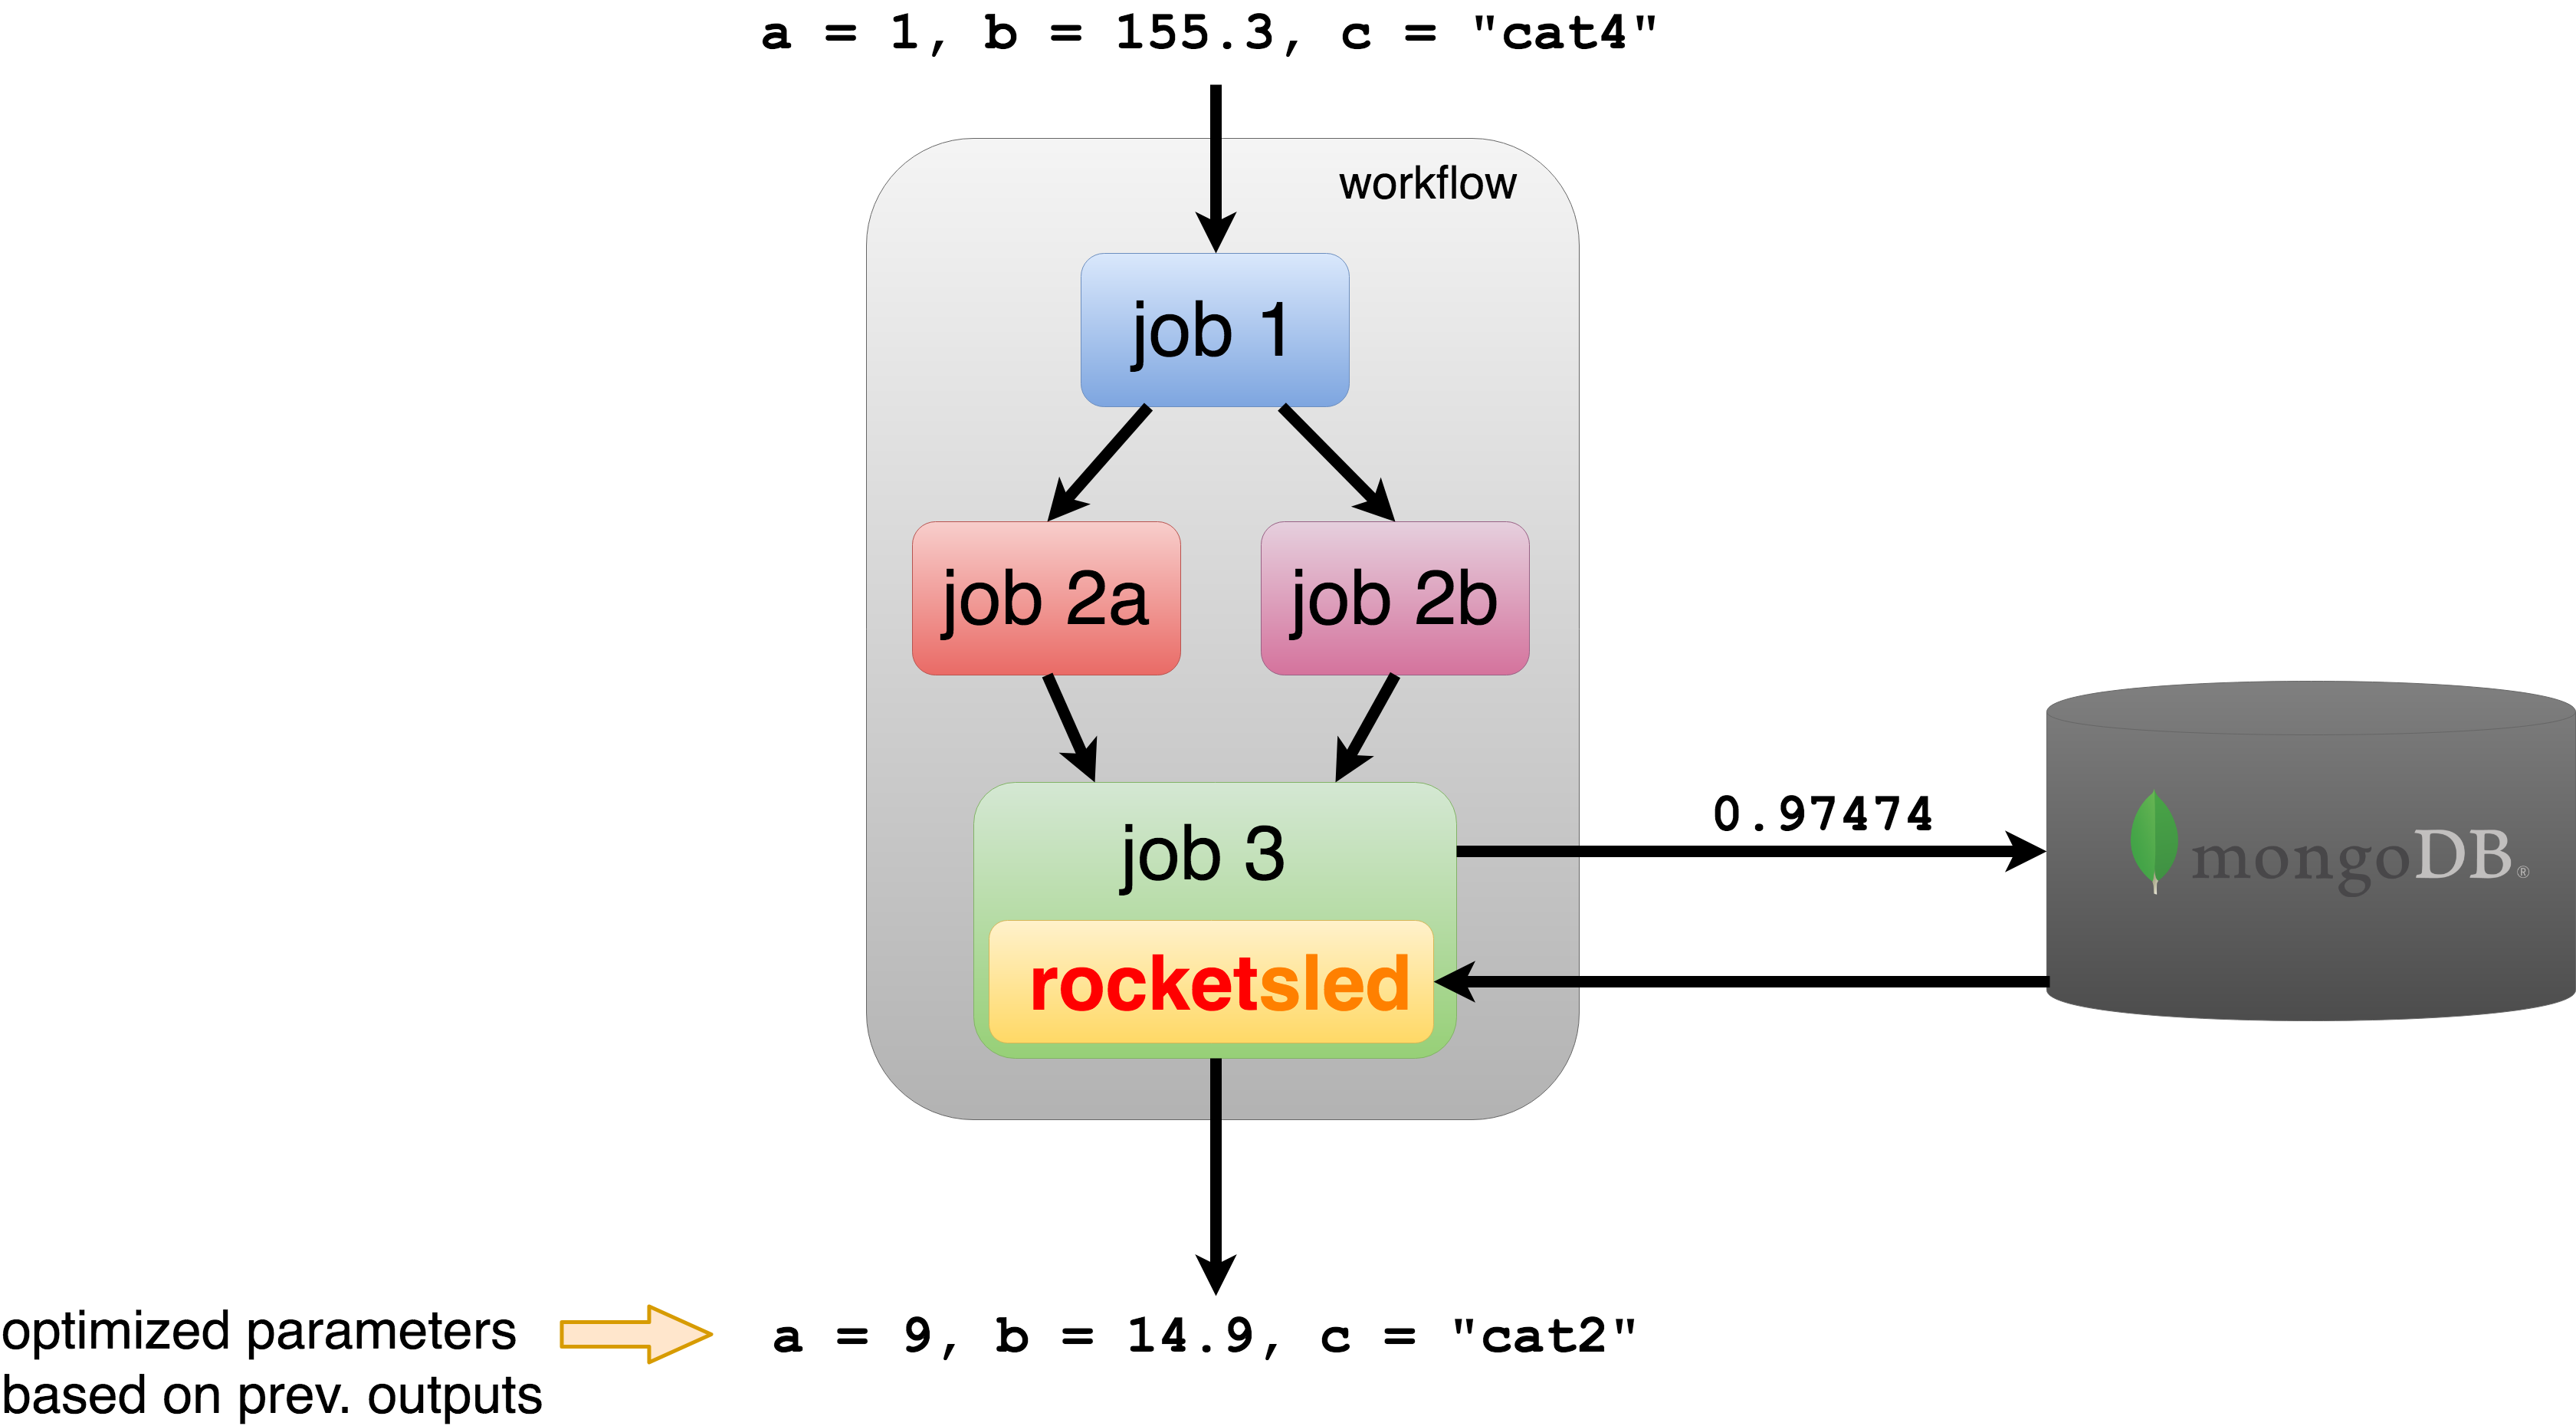 a = 1, b = 155.3, c = "cat4"
workflow
job 1
job 2a
job 2b
job 3
0.97474
mongoDB®
rocketsled
optimized parameters
based on prev. outputs
a = 9, b = 14.9, c = "cat2"